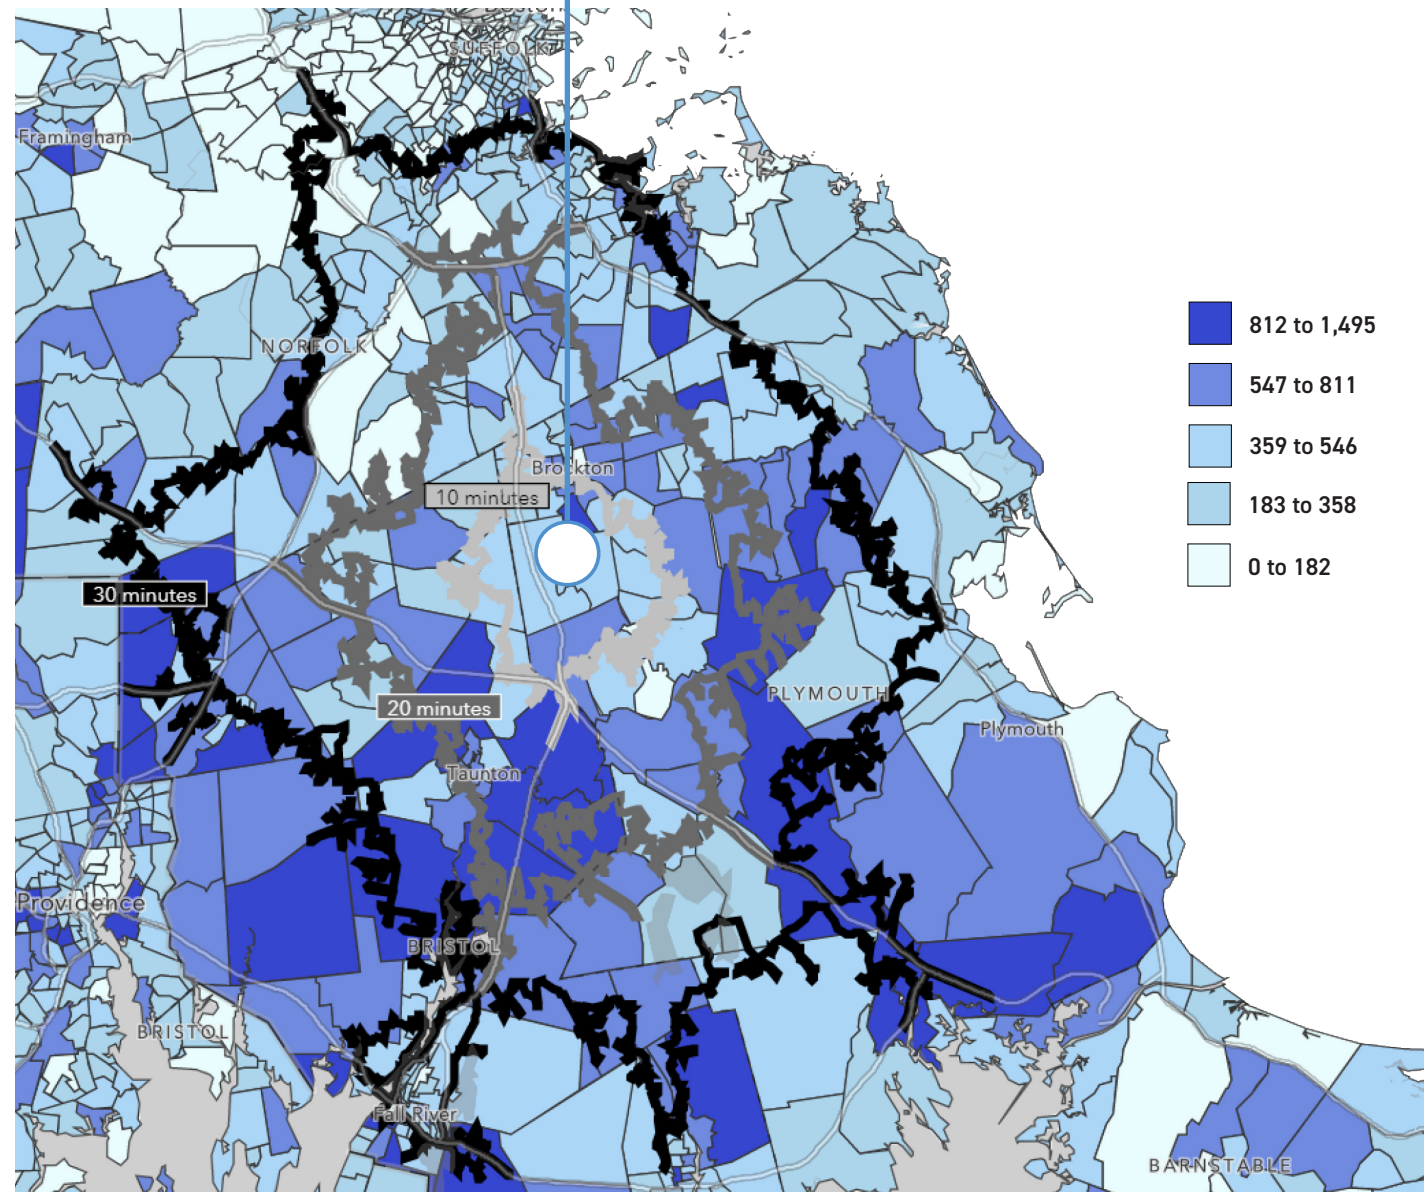 Boston
SUFFOLK
Framingham
NORFOLK
812 to 1,495
547 to 811
359 to 546
183 to 358
0 to 182
Brockton
10 minutes
30 minutes
20 minutes
PLYMOUTH
Plymouth
Taunton
Providence
BRISTOL
BRISTOL
Fall River
BARNSTABLE